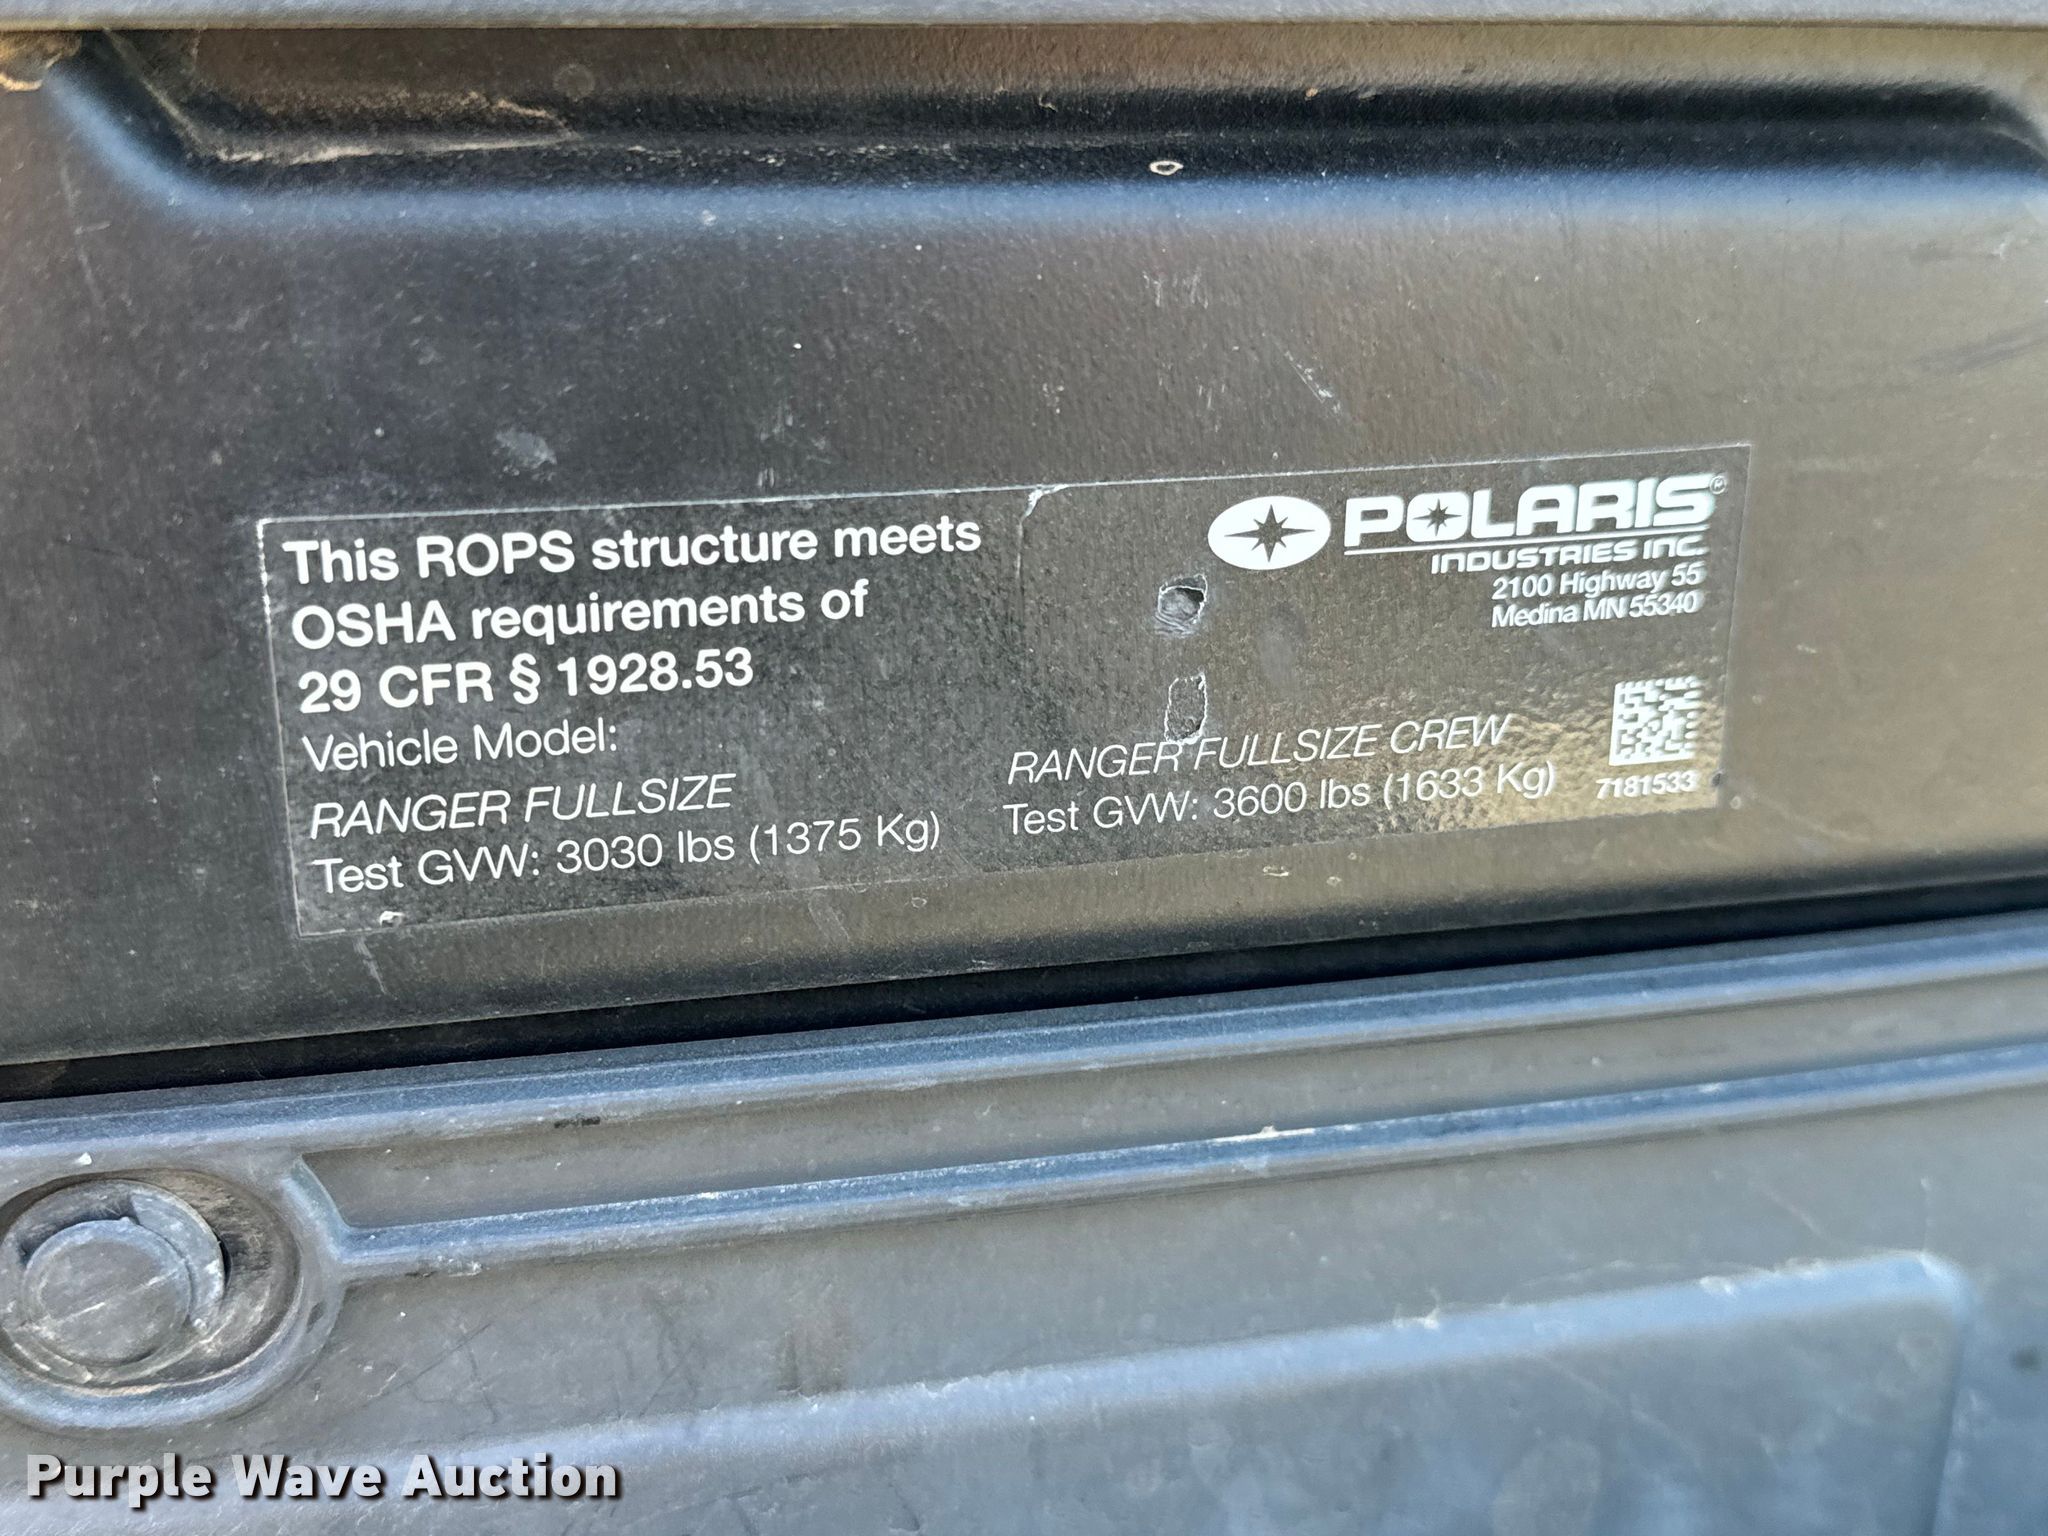 This ROPS structure meets
OSHA requirements of
29 CFR § 1928.53
Vehicle Model:
RANGER FULLSIZE
Test GVW: 3030 lbs (1375 Kg)
RANGER FULLSIZE CREW
Test GVW: 3600 lbs (1633 Kg)
POLARIS®
INDUSTRIES INC.
2100 Highway 55
Medina MN 55340
7181533
Purple Wave Auction